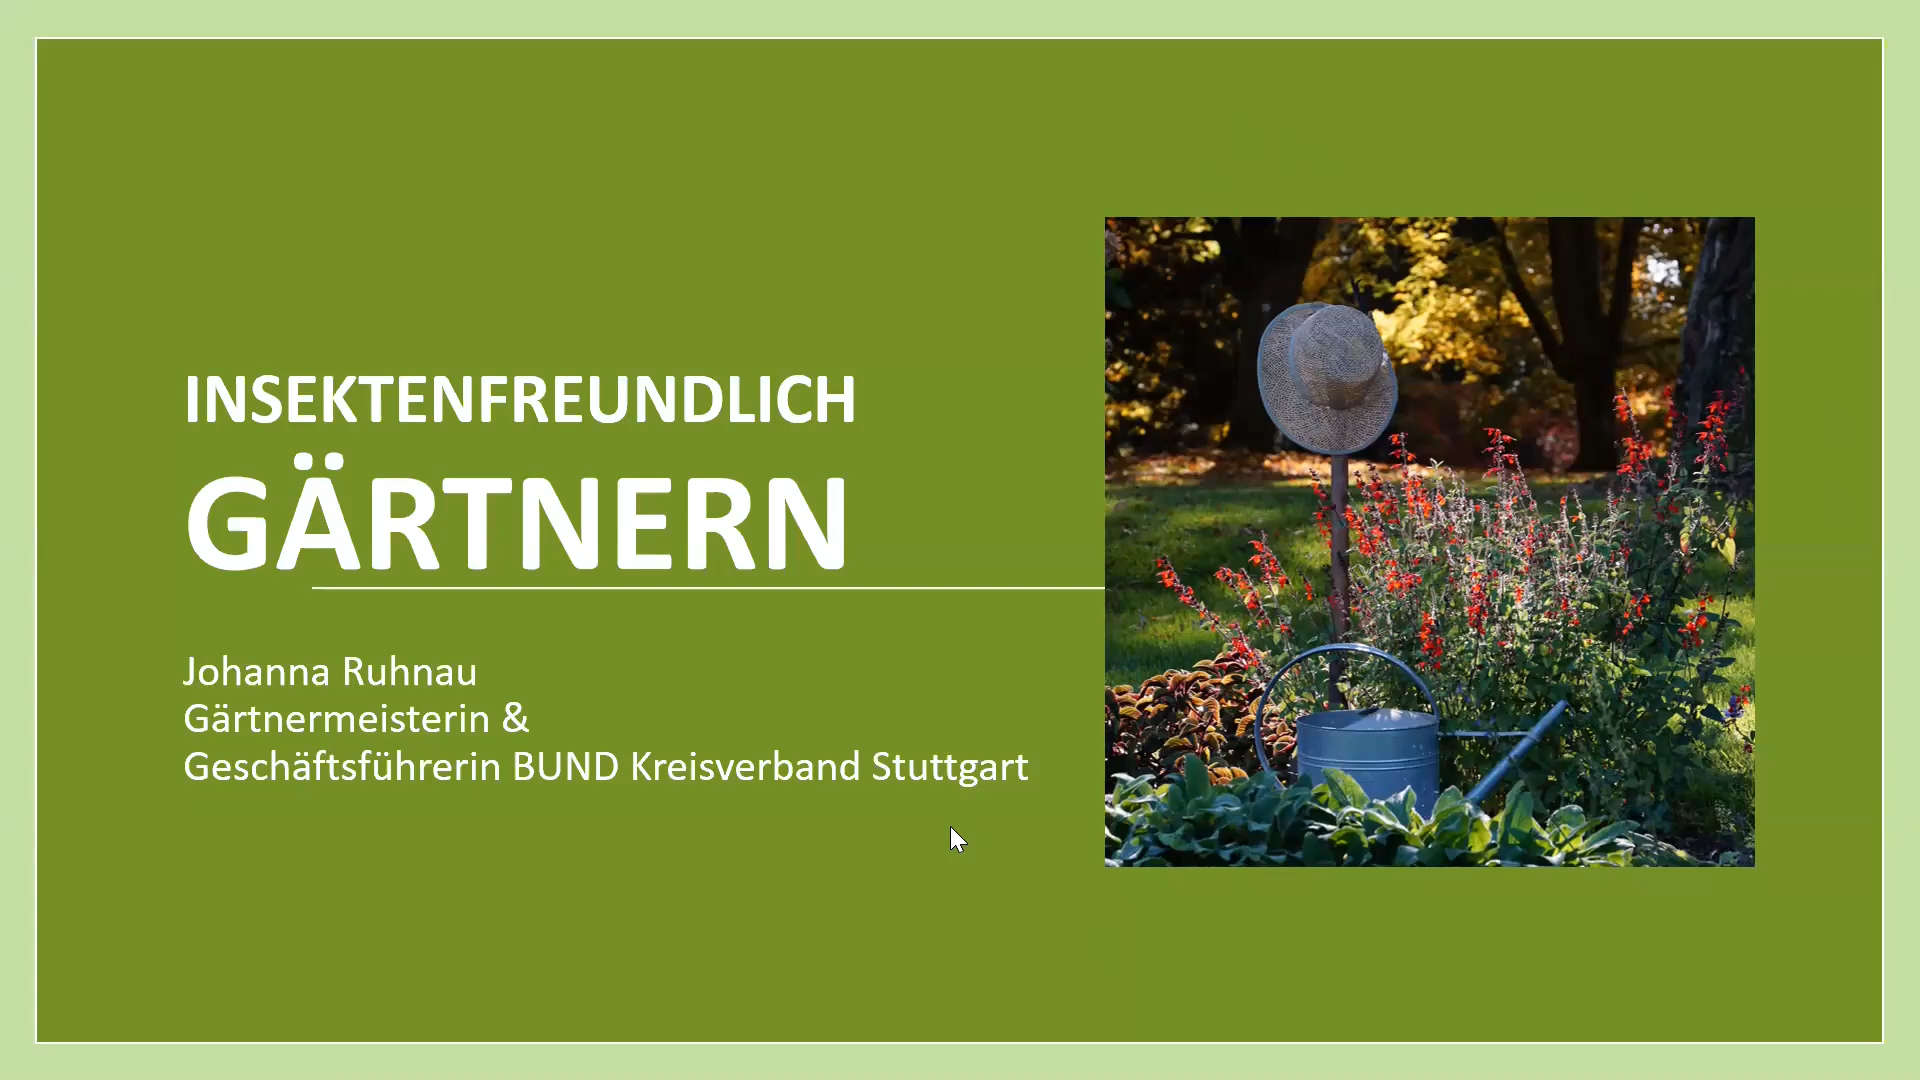 INSEKTENFREUNDLICH
GÄRTNERN
Johanna Ruhnau
Gärtnermeisterin &
Geschäftsführerin BUND Kreisverband Stuttgart